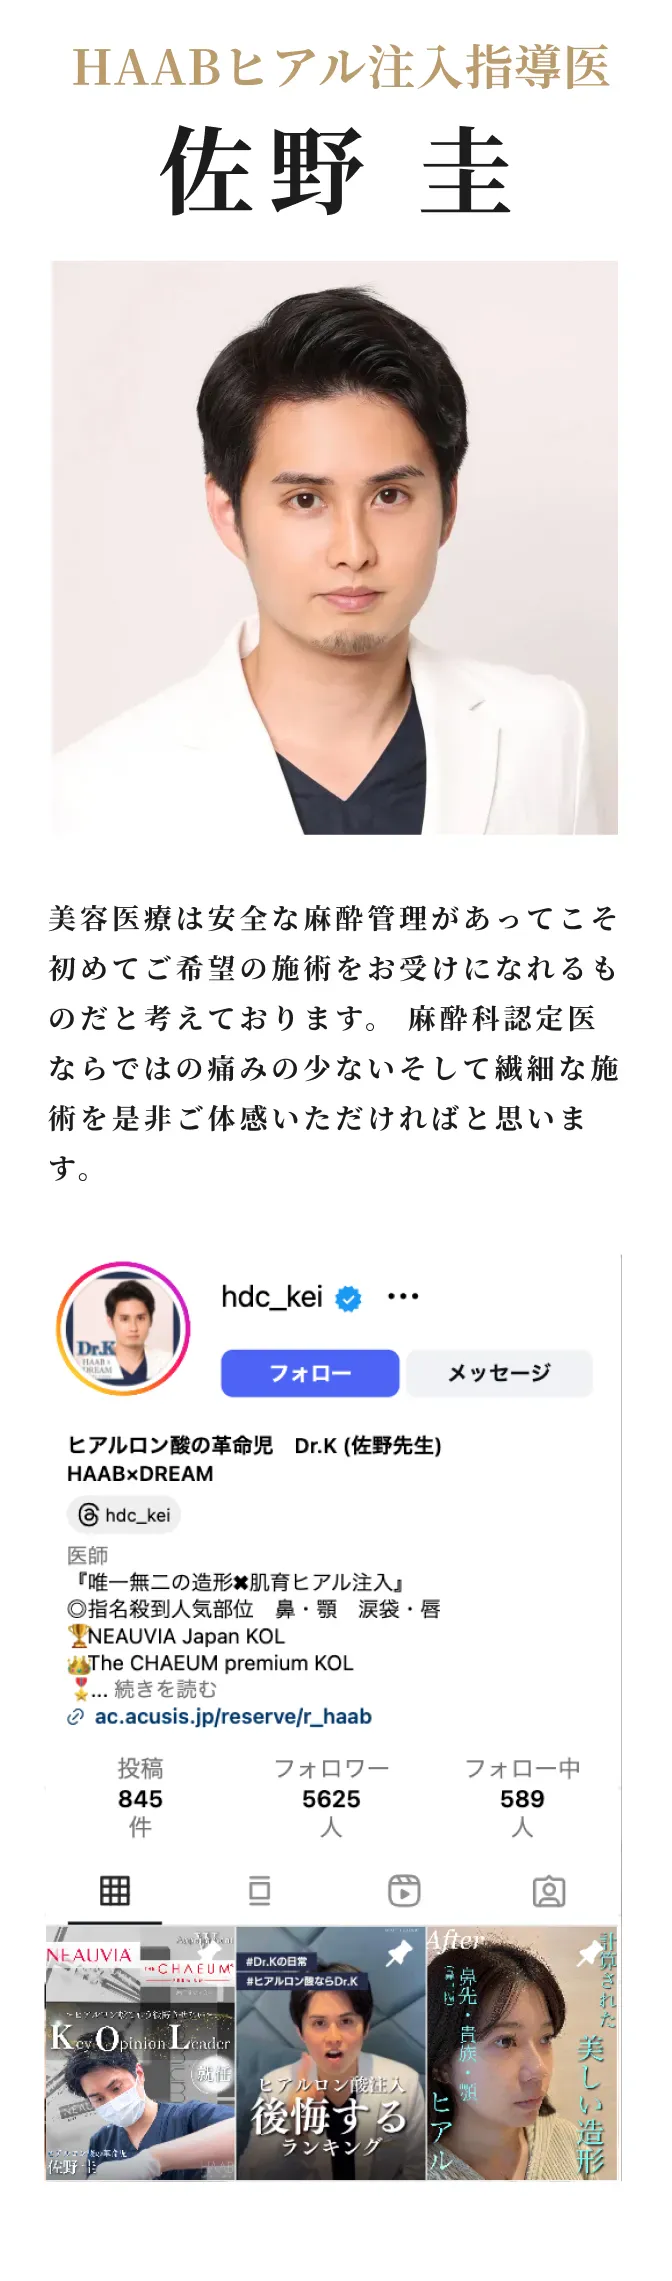 HAABヒアル注入指導医
佐野 圭
美容医療は安全な麻酔管理があってこそ
初めてご希望の施術をお受けになれるも
のだと考えております。 麻酔科認定医
ならではの痛みの少ないそして繊細な施
術を是非ご体感いただければと思いま
す。
Dr.K
HAAB x
DREAM
hdc_kei
フォロー
メッセージ
ヒアルロン酸の革命児　Dr.K (佐野先生)
HAAB×DREAM
hdc_kei
医師
『唯一無二の造形✖肌育ヒアル注入』
◎指名殺到人気部位　鼻・顎　涙袋・唇
🏆NEAUVIA Japan KOL
👑The CHAEUM premium KOL
🎖️... 続きを読む
ac.acusis.jp/reserve/r_haab
投稿
845
件
フォロワー
5625
人
フォロー中
589
人
NEAUVIA
THE CHAEUM
Key Opinion Leader
就任
佐野 圭
HAAB
#Dr.Kの日常
#ヒアルロン酸ならDr.K
ヒアルロン酸注入
後悔する
ランキング
After
計算された
美しい造形
鼻先・貴族・顎
ヒアル